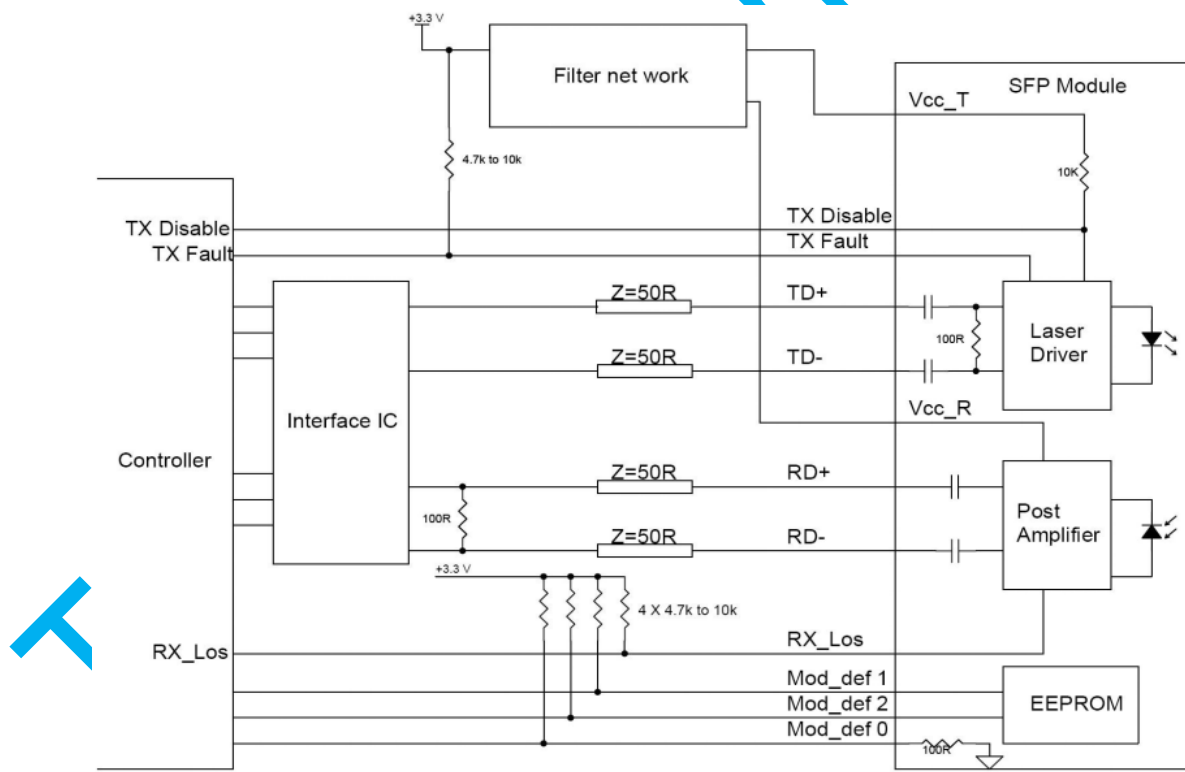 +3.3 V
Filter net work
SFP Module
Vcc_T
4.7k to 10k
10K
TX Disable
TX Disable
TX Fault
TX Fault
Z=50R
TD+
Laser
Driver
100R
Z=50R
TD-
Vcc_R
Interface IC
Controller
Z=50R
RD+
100R
Post
Amplifier
Z=50R
RD-
+3.3 V
4 X 4.7k to 10k
RX_Los
RX_Los
Mod_def 1
Mod_def 2
EEPROM
Mod_def 0
100R